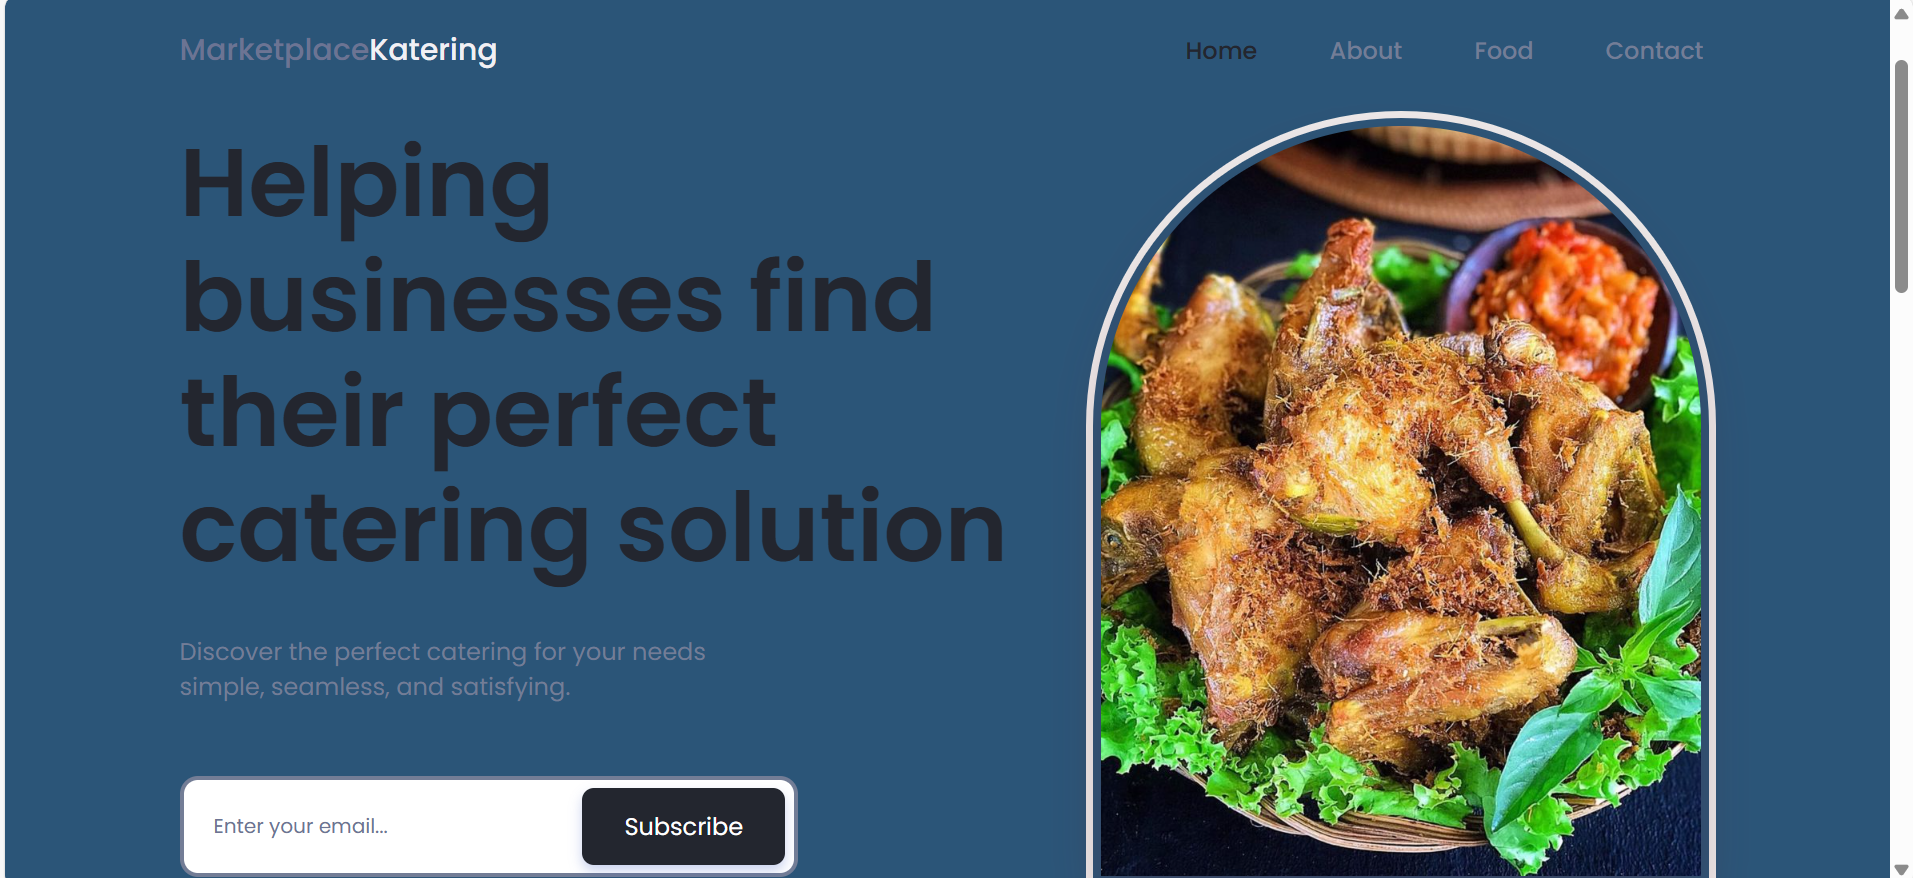 MarketplaceKatering
Home About Food Contact
Helping
businesses find
their perfect
catering solution
Discover the perfect catering for your needs
simple, seamless, and satisfying.
Enter your email...
Subscribe